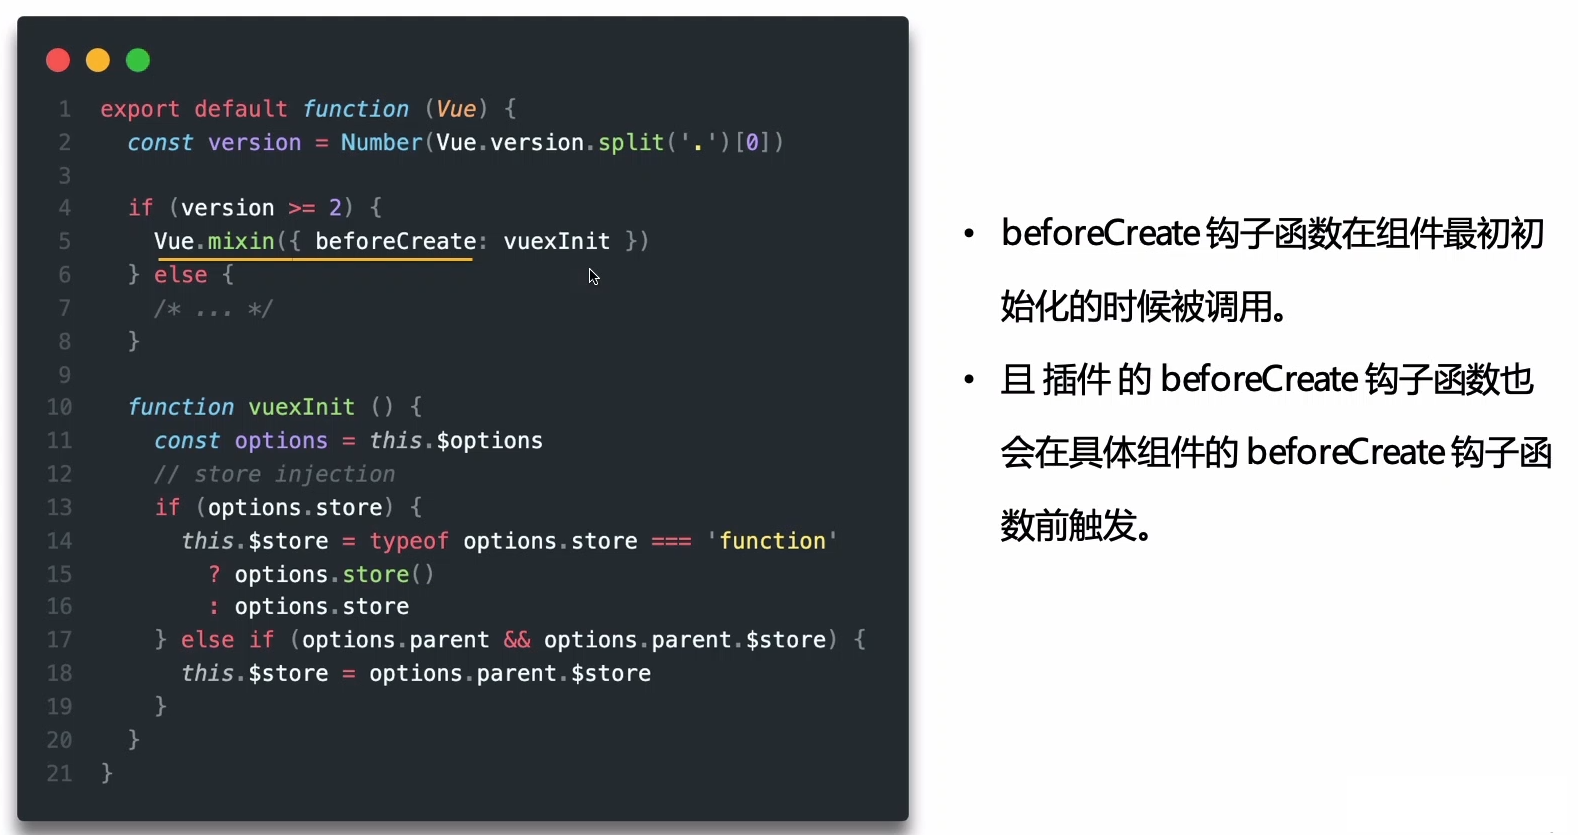 1 export default function (Vue) {
2 const version = Number(Vue.version.split('.')[0])
3
4 if (version >= 2) {
5 Vue.mixin({ beforeCreate: vuexInit })
6 } else {
7 /* ... */
8 }
9
10 function vuexInit () {
11 const options = this.$options
12 // store injection
13 if (options.store) {
14 this.$store = typeof options.store === 'function'
15 ? options.store()
16 : options.store
17 } else if (options.parent && options.parent.$store) {
18 this.$store = options.parent.$store
19 }
20 }
21 }
• beforeCreate 钩子函数在组件最初初
始化的时候被调用。
• 且 插件 的 beforeCreate 钩子函数也
会在具体组件的 beforeCreate 钩子函
数前触发。